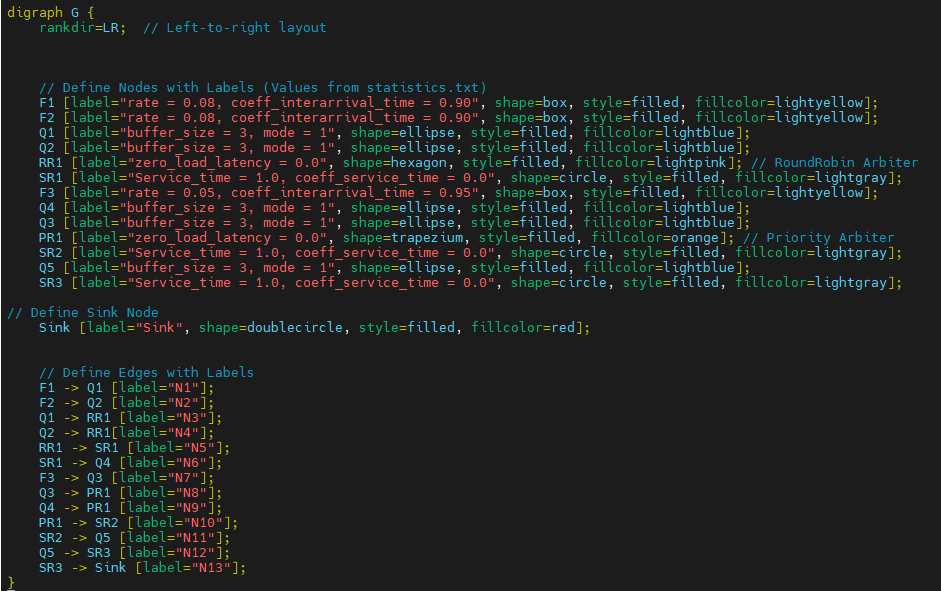 digraph G {
    rankdir=LR;  // Left-to-right layout
    // Define Nodes with Labels (Values from statistics.txt)
    F1 [label="rate = 0.08, coeff_interarrival_time = 0.90", shape=box, style=filled, fillcolor=lightyellow];
    F2 [label="rate = 0.08, coeff_interarrival_time = 0.90", shape=box, style=filled, fillcolor=lightyellow];
    Q1 [label="buffer_size = 3, mode = 1", shape=ellipse, style=filled, fillcolor=lightblue];
    Q2 [label="buffer_size = 3, mode = 1", shape=ellipse, style=filled, fillcolor=lightblue];
    RR1 [label="zero_load_latency = 0.0", shape=hexagon, style=filled, fillcolor=lightpink]; // RoundRobin Arbiter
    SR1 [label="Service_time = 1.0, coeff_service_time = 0.0", shape=circle, style=filled, fillcolor=lightgray];
    F3 [label="rate = 0.05, coeff_interarrival_time = 0.95", shape=box, style=filled, fillcolor=lightyellow];
    Q4 [label="buffer_size = 3, mode = 1", shape=ellipse, style=filled, fillcolor=lightblue];
    Q3 [label="buffer_size = 3, mode = 1", shape=ellipse, style=filled, fillcolor=lightblue];
    PR1 [label="zero_load_latency = 0.0", shape=trapezium, style=filled, fillcolor=orange]; // Priority Arbiter
    SR2 [label="Service_time = 1.0, coeff_service_time = 0.0", shape=circle, style=filled, fillcolor=lightgray];
    Q5 [label="buffer_size = 3, mode = 1", shape=ellipse, style=filled, fillcolor=lightblue];
    SR3 [label="Service_time = 1.0, coeff_service_time = 0.0", shape=circle, style=filled, fillcolor=lightgray];
// Define Sink Node
    Sink [label="Sink", shape=doublecircle, style=filled, fillcolor=red];
    // Define Edges with Labels
    F1 -> Q1 [label="N1"];
    F2 -> Q2 [label="N2"];
    Q1 -> RR1 [label="N3"];
    Q2 -> RR1[label="N4"];
    RR1 -> SR1 [label="N5"];
    SR1 -> Q4 [label="N6"];
    F3 -> Q3 [label="N7"];
    Q3 -> PR1 [label="N8"];
    Q4 -> PR1 [label="N9"];
    PR1 -> SR2 [label="N10"];
    SR2 -> Q5 [label="N11"];
    Q5 -> SR3 [label="N12"];
    SR3 -> Sink [label="N13"];
}